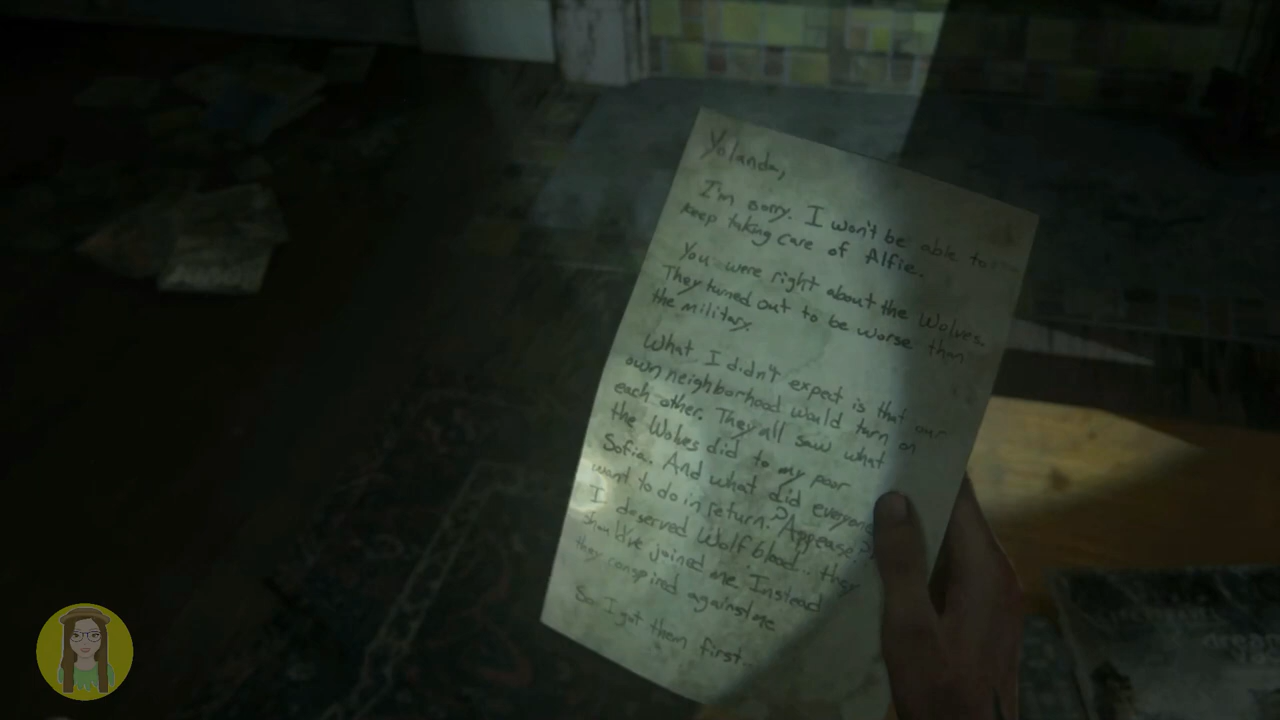 Yolanda,
I'm sorry. I won't be able to
keep taking care of Alfie.
You were right about the Wolves.
They turned out to be worse than
the military.
What I didn't expect is that our
own neighborhood would turn on
each other. They all saw what
the Wolves did to my poor
Sofia. And what did everyone
want to do in return? Appease?!
I deserved Wolf blood... they
should've joined me. Instead
they conspired against me
So I got them first...